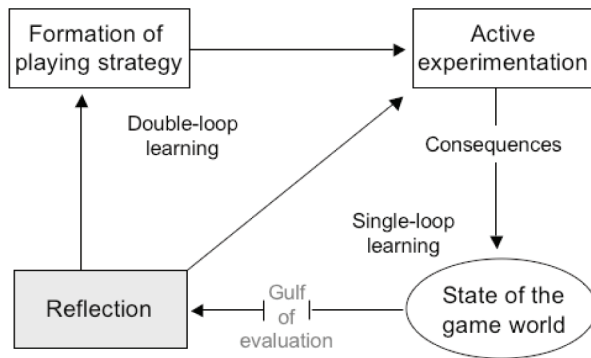 Formation of
playing strategy
Active
experimentation
Double-loop
learning
Consequences
Single-loop
learning
Reflection
Gulf
of
evaluation
State of the
game world